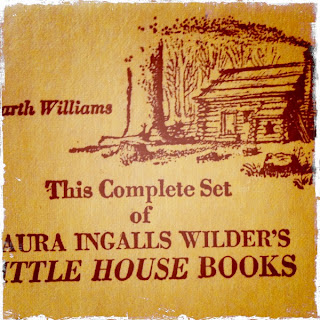 arth Williams
This Complete Set
of
AURA INGALLS WILDER'S
ITTLE HOUSE BOOKS